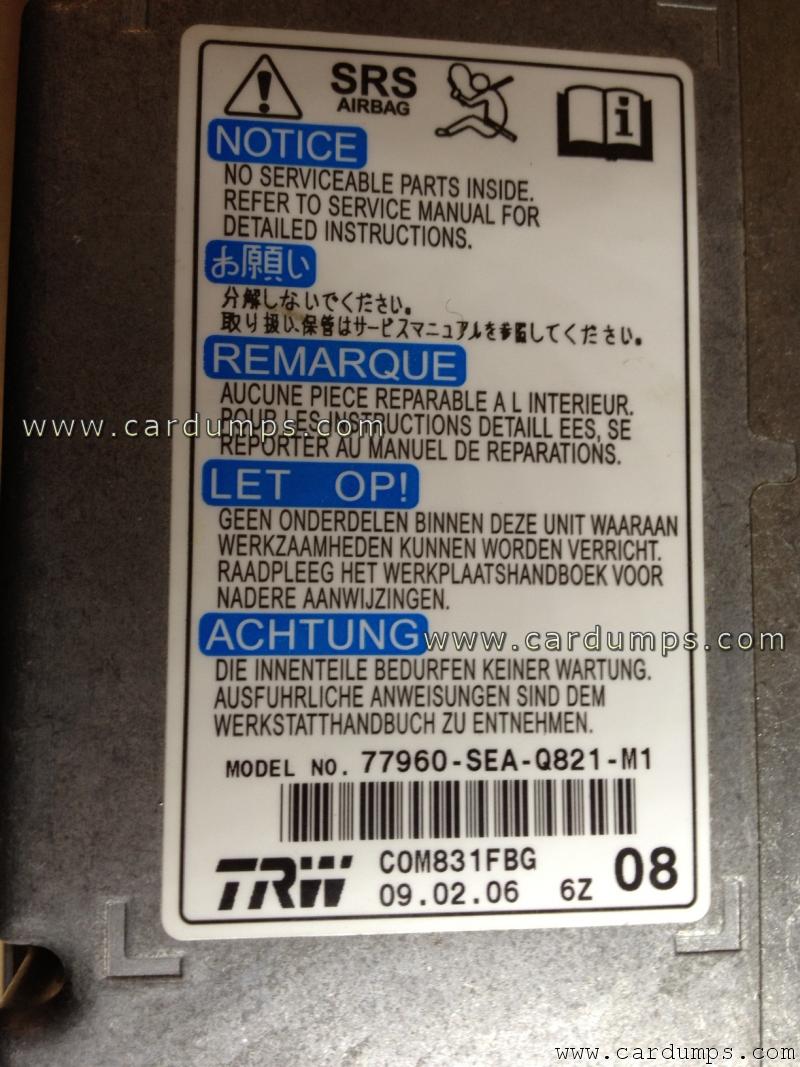 SRS
AIRBAG
NOTICE
NO SERVICEABLE PARTS INSIDE.
REFER TO SERVICE MANUAL FOR
DETAILED INSTRUCTIONS.
お願い
分解しないでください。
取り扱い、保管はサービスマニュアルを参照してください。
REMARQUE
AUCUNE PIECE REPARABLE A L INTERIEUR.
POUR LES INSTRUCTIONS DETAILL EES, SE
www.cardumps.com
REPORTER AU MANUEL DE REPARATIONS.
LET OP!
GEEN ONDERDELEN BINNEN DEZE UNIT WAARAAN
WERKZAAMHEDEN KUNNEN WORDEN VERRICHT.
RAADPLEEG HET WERKPLAATSHANDBOEK VOOR
NADERE AANWIJZINGEN.
ACHTUNG
www.cardumps.com
DIE INNENTEILE BEDURFEN KEINER WARTUNG.
AUSFUHRLICHE ANWEISUNGEN SIND DEM
WERKSTATTHANDBUCH ZU ENTNEHMEN.
MODEL NO. 77960-SEA-Q821-M1
TRW COM831FBG
09.02.06 6Z 08
www.cardumps.com